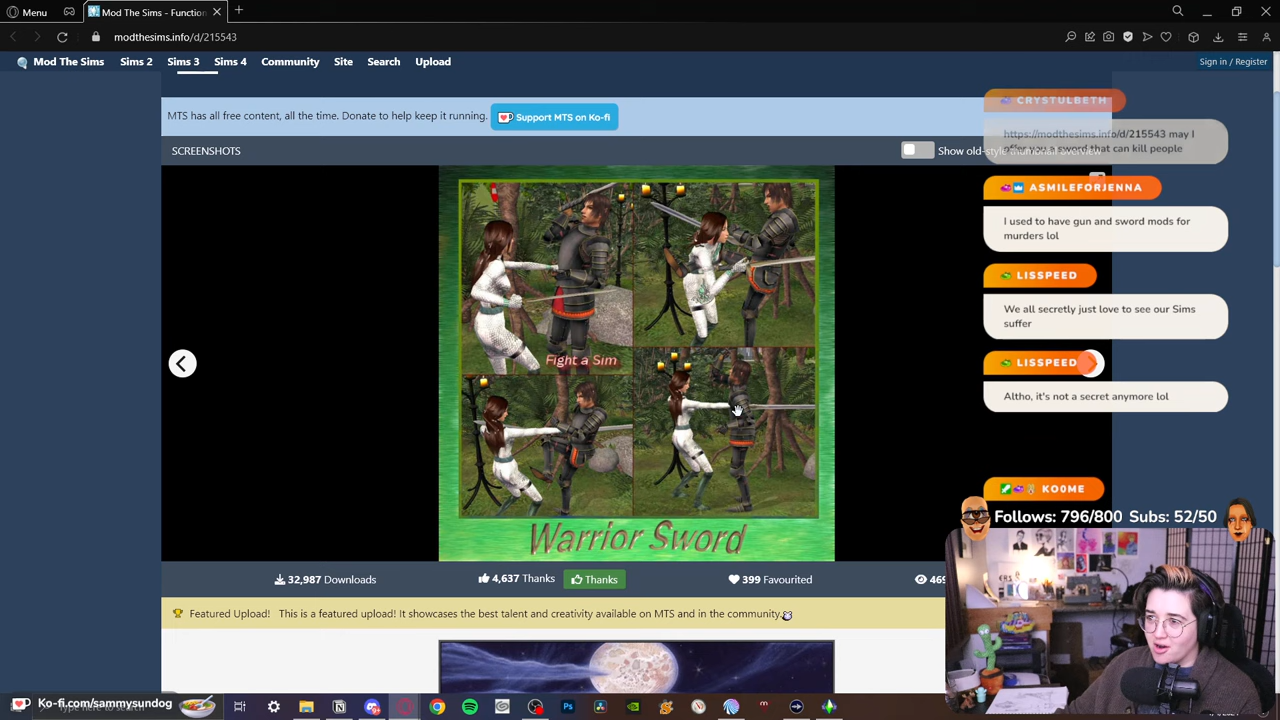 Menu
Mod The Sims - Function
modthesims.info/d/215543
Mod The Sims Sims 2 Sims 3 Sims 4 Community Site Search Upload Sign in / Register
MTS has all free content, all the time. Donate to help keep it running. Support MTS on Ko-fi
SCREENSHOTS
Show old-style thumbnail overview
CRYSTULBETH
https://modthesims.info/d/215543 may I
offer you a sword that can kill people
ASMILEFORJENNA
I used to have gun and sword mods for
murders lol
LISSPEED
We all secretly just love to see our Sims
suffer
LISSPEED
Altho, it's not a secret anymore lol
KO0ME
Follows: 796/800 Subs: 52/50
Fight a Sim
Warrior Sword
32,987 Downloads 4,637 Thanks Thanks 399 Favourited 469
Featured Upload! This is a featured upload! It showcases the best talent and creativity available on MTS and in the community.
Ko-fi.com/sammysundog